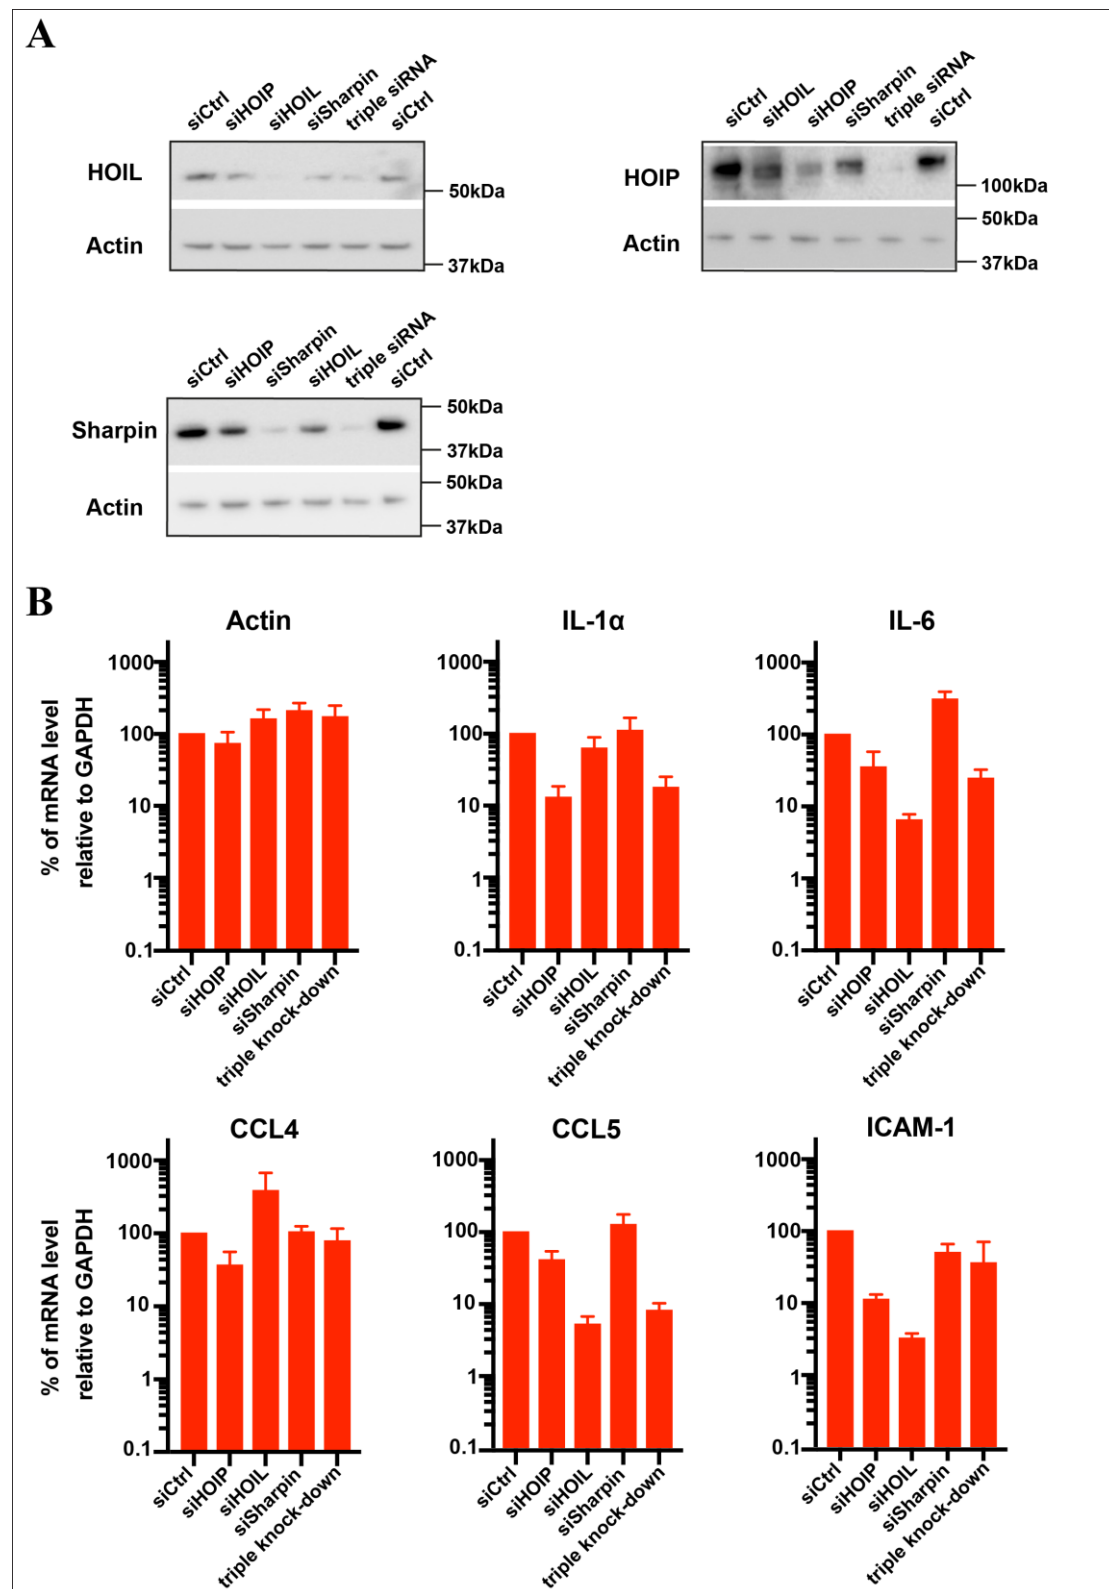 A
siCtrl siHOIP siHOIL siSharpin triple siRNA siCtrl
HOIL
50kDa
Actin
37kDa
siCtrl siHOIL siHOIP siSharpin triple siRNA siCtrl
HOIP
100kDa
50kDa
Actin
37kDa
siCtrl siHOIP siSharpin siHOIL triple siRNA siCtrl
50kDa
Sharpin
37kDa
50kDa
Actin
37kDa
B
Actin
% of mRNA level
relative to GAPDH
1000
100
10
1
0.1
siCtrl siHOIP siHOIL siSharpin triple knock-down
IL-1α
1000
100
10
1
0.1
siCtrl siHOIP siHOIL siSharpin triple knock-down
IL-6
1000
100
10
1
0.1
siCtrl siHOIP siHOIL siSharpin triple knock-down
CCL4
% of mRNA level
relative to GAPDH
1000
100
10
1
0.1
siCtrl siHOIP siHOIL siSharpin triple knock-down
CCL5
1000
100
10
1
0.1
siCtrl siHOIP siHOIL siSharpin triple knock-down
ICAM-1
1000
100
10
1
0.1
siCtrl siHOIP siHOIL siSharpin triple knock-down